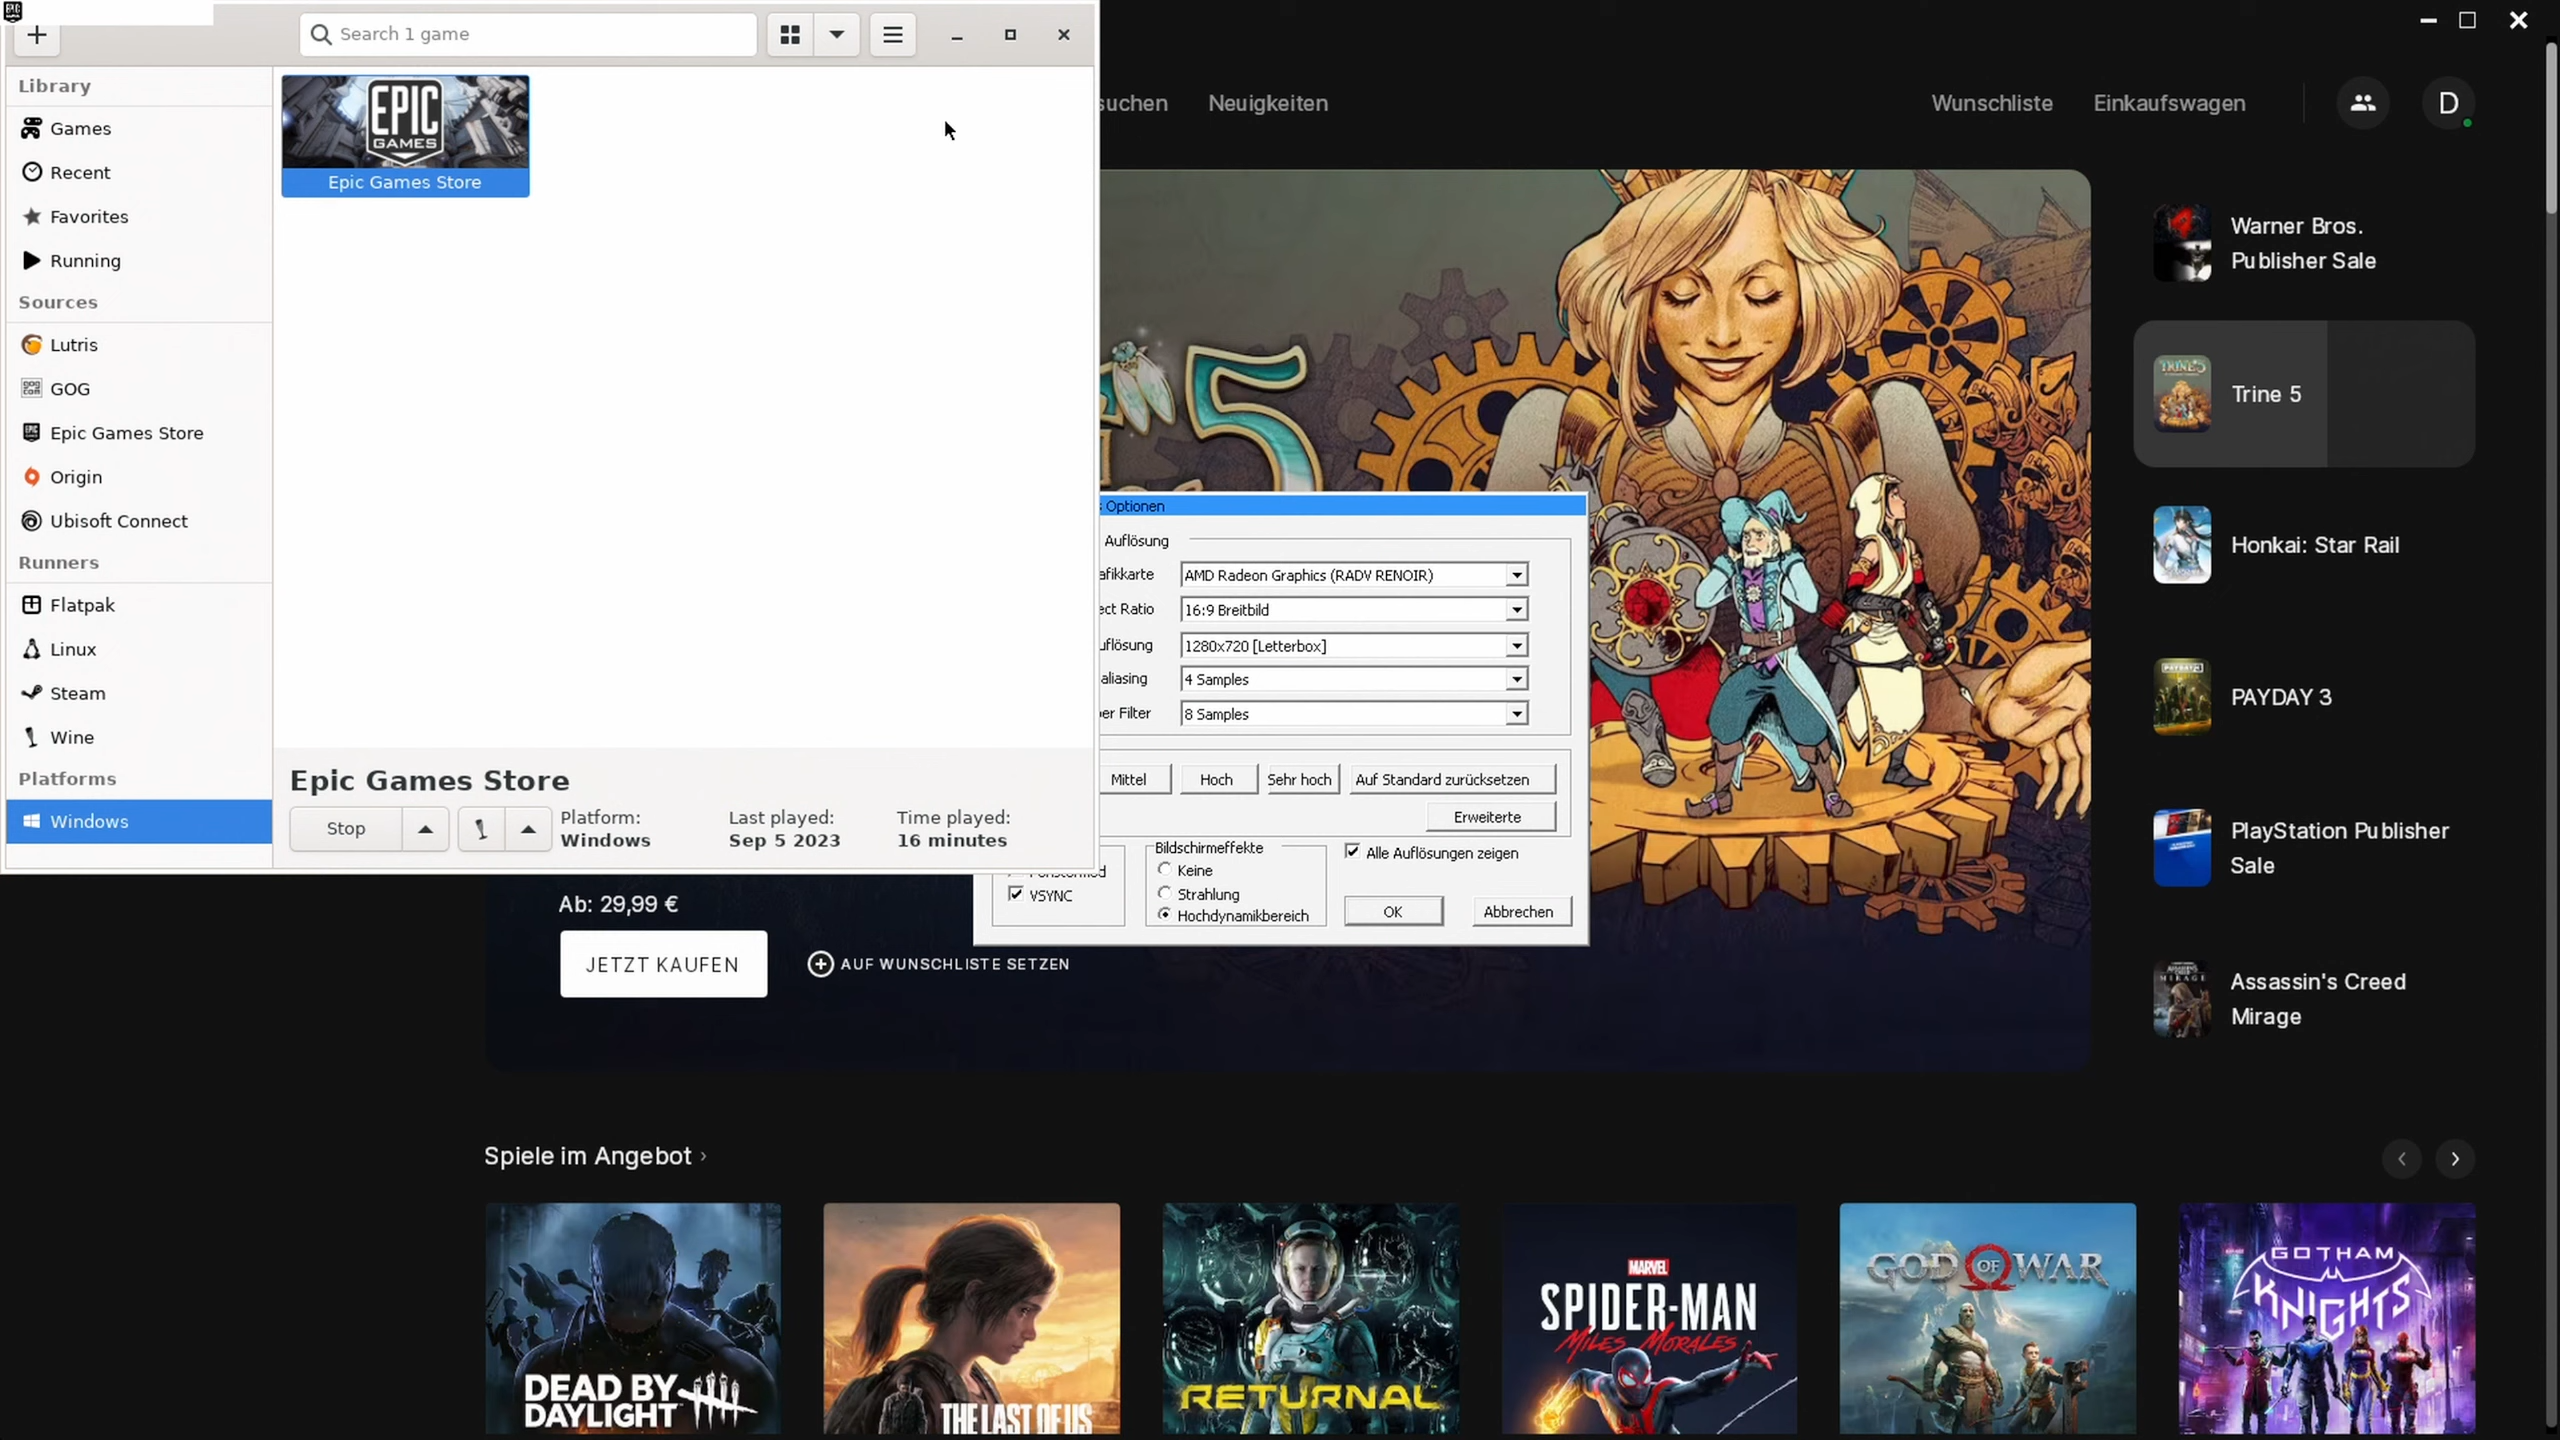 Search 1 game
Library
Games
Recent
Favorites
Running
Sources
Lutris
GOG
Epic Games Store
Origin
Ubisoft Connect
Runners
Flatpak
Linux
Steam
Wine
Platforms
Windows
EPIC
GAMES
Epic Games Store
Epic Games Store
Stop
Platform:
Windows
Last played:
Sep 5 2023
Time played:
16 minutes
suchen
Neuigkeiten
Wunschliste
Einkaufswagen
D
5
Optionen
Auflösung
afikkarte
AMD Radeon Graphics (RADV RENOIR)
ect Ratio
16:9 Breitbild
uflösung
1280x720 [Letterbox]
aliasing
4 Samples
per Filter
8 Samples
Mittel
Hoch
Sehr hoch
Auf Standard zurücksetzen
Erweiterte
VSYNC
Bildschirmeffekte
Keine
Strahlung
Hochdynamikbereich
Alle Auflösungen zeigen
OK
Abbrechen
Ab: 29,99 €
JETZT KAUFEN
AUF WUNSCHLISTE SETZEN
Warner Bros.
Publisher Sale
Trine 5
Honkai: Star Rail
PAYDAY 3
PlayStation Publisher
Sale
Assassin's Creed
Mirage
Spiele im Angebot
DEAD BY
DAYLIGHT
THE LAST OF US
RETURNAL
MARVEL
SPIDER-MAN
MILES MORALES
GOD OF WAR
GOTHAM
KNIGHTS